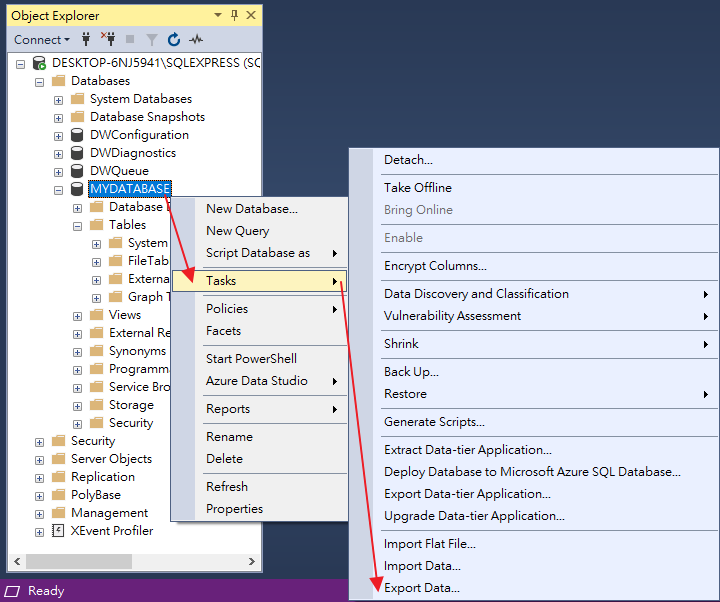 Object Explorer
Connect
DESKTOP-6NJ5941\SQLEXPRESS (SQ
Databases
System Databases
Database Snapshots
DWConfiguration
DWDiagnostics
DWQueue
MYDATABASE
Database
Tables
System
FileTab
Externa
Graph T
Views
External Re
Synonyms
Programm
Service Bro
Storage
Security
Security
Server Objects
Replication
PolyBase
Management
XEvent Profiler
Ready
New Database...
New Query
Script Database as
Tasks
Policies
Facets
Start PowerShell
Azure Data Studio
Reports
Rename
Delete
Refresh
Properties
Detach...
Take Offline
Bring Online
Enable
Encrypt Columns...
Data Discovery and Classification
Vulnerability Assessment
Shrink
Back Up...
Restore
Generate Scripts...
Extract Data-tier Application...
Deploy Database to Microsoft Azure SQL Database...
Export Data-tier Application...
Upgrade Data-tier Application...
Import Flat File...
Import Data...
Export Data...